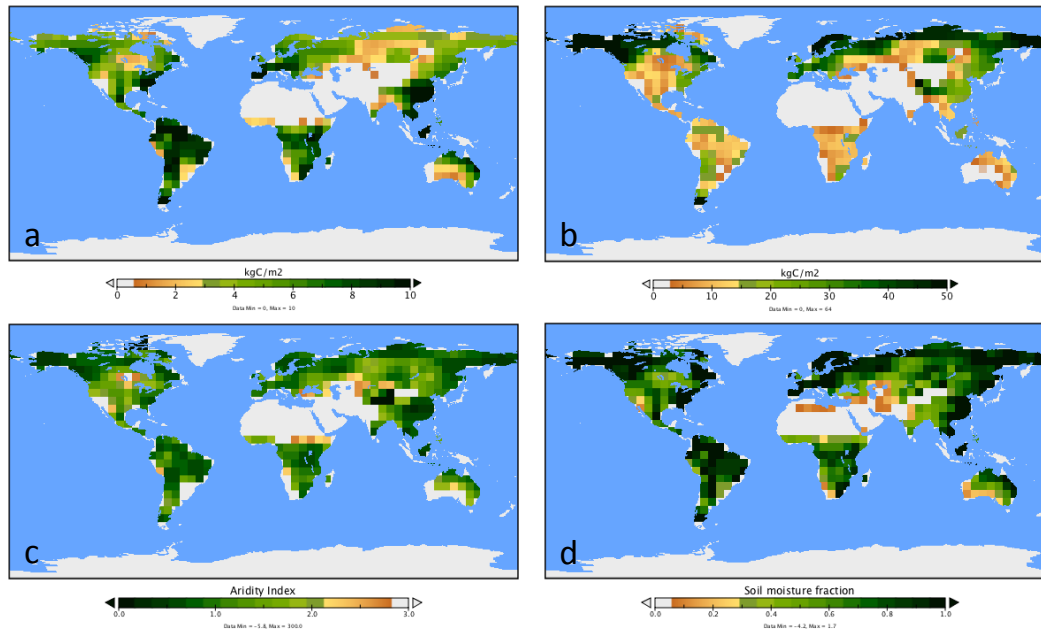 a
b
kgC/m2
0 2 4 6 8 10
Data Min = 0, Max = 10
kgC/m2
0 10 20 30 40 50
Data Min = 0, Max = 64
c
d
Aridity Index
0.0 1.0 2.0 3.0
Data Min = -5.8, Max = 300.0
Soil moisture fraction
0.0 0.2 0.4 0.6 0.8 1.0
Data Min = -4.2, Max = 1.7